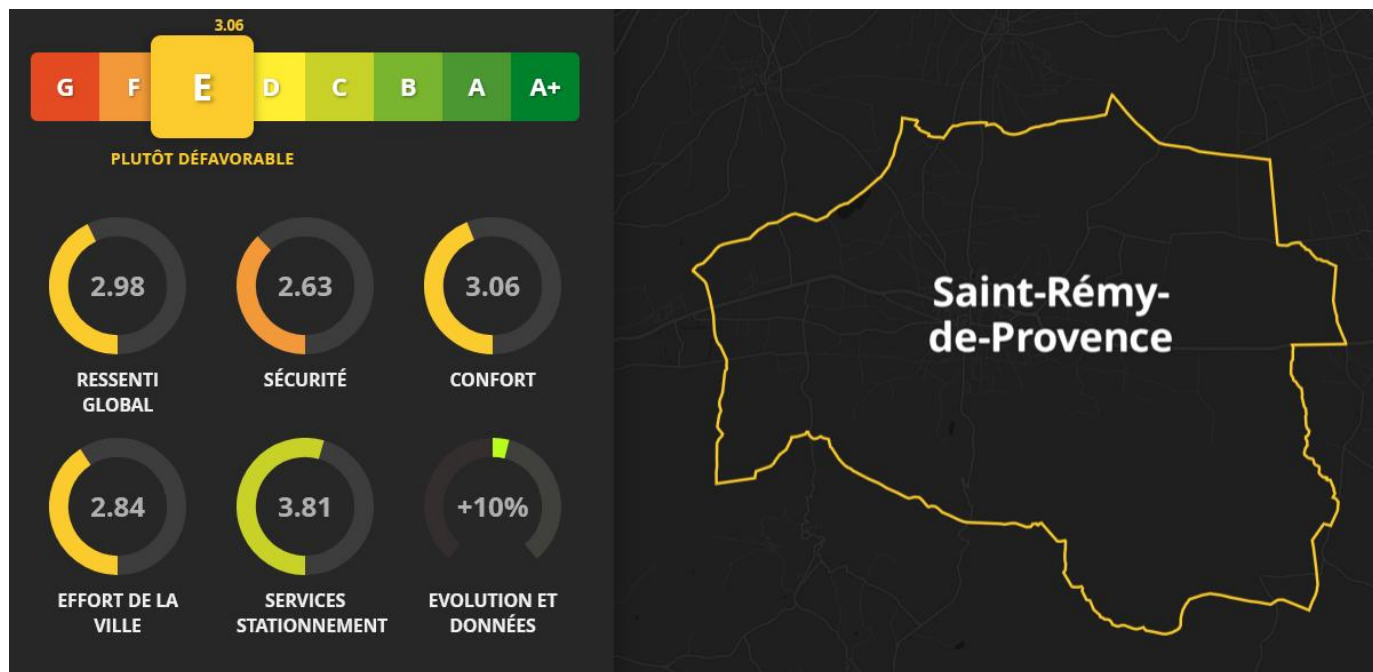 3.06
G F E D C B A A+
PLUTÔT DÉFAVORABLE
2.98 2.63 3.06
RESSENTI GLOBAL
SÉCURITÉ
CONFORT
2.84 3.81 +10%
EFFORT DE LA VILLE
SERVICES STATIONNEMENT
EVOLUTION ET DONNÉES
Saint-Rémy-
de-Provence